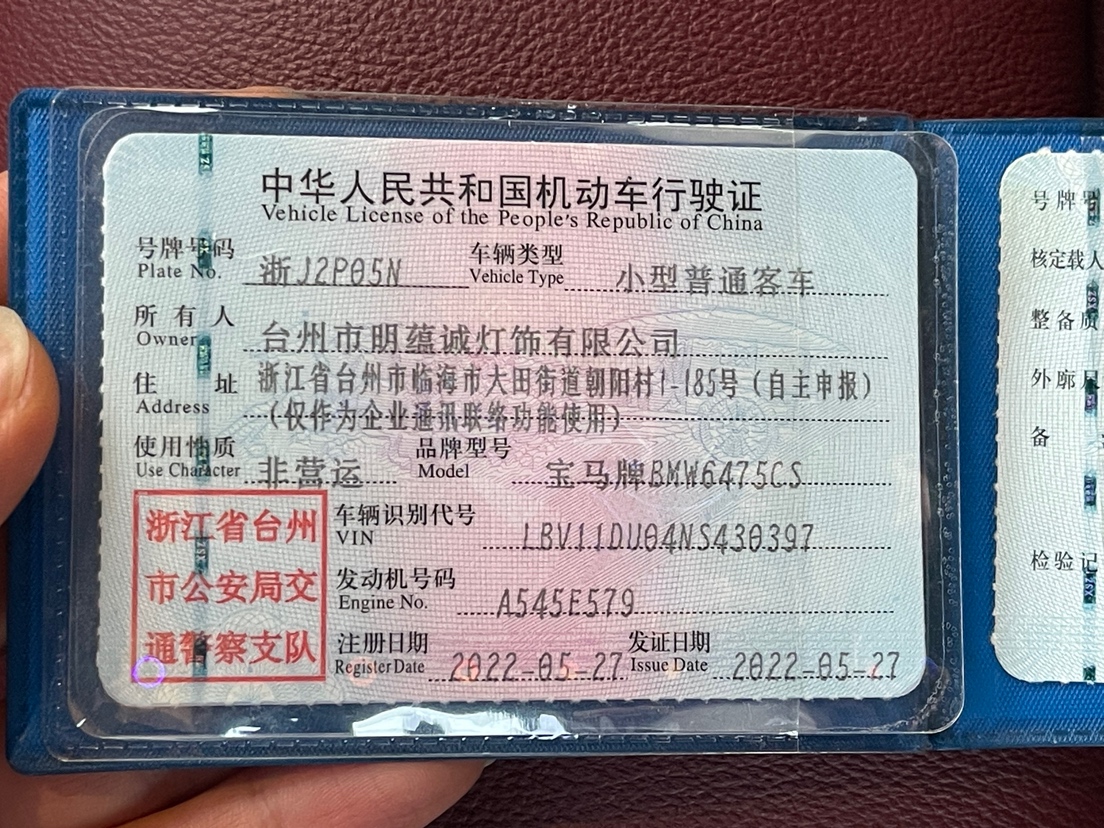 中华人民共和国机动车行驶证
Vehicle License of the People's Republic of China
号牌号码 浙J2P05N 车辆类型 小型普通客车
Plate No. Vehicle Type
所有人 台州市明蕴诚灯饰有限公司
Owner
住址 浙江省台州市临海市大田街道朝阳村1-185号（自主申报）
Address （仅作为企业通讯联络功能使用）
使用性质 非营运 品牌型号 宝马牌BMW6475CS
Use Character Model
浙江省台州
市公安局交
通警察支队
车辆识别代号 LBV11DU04NS430397
VIN
发动机号码 A545E579
Engine No.
注册日期 2022-05-27 发证日期 2022-05-27
Register Date Issue Date
号牌号
核定载人
整备质
外廓尺
备
检验记